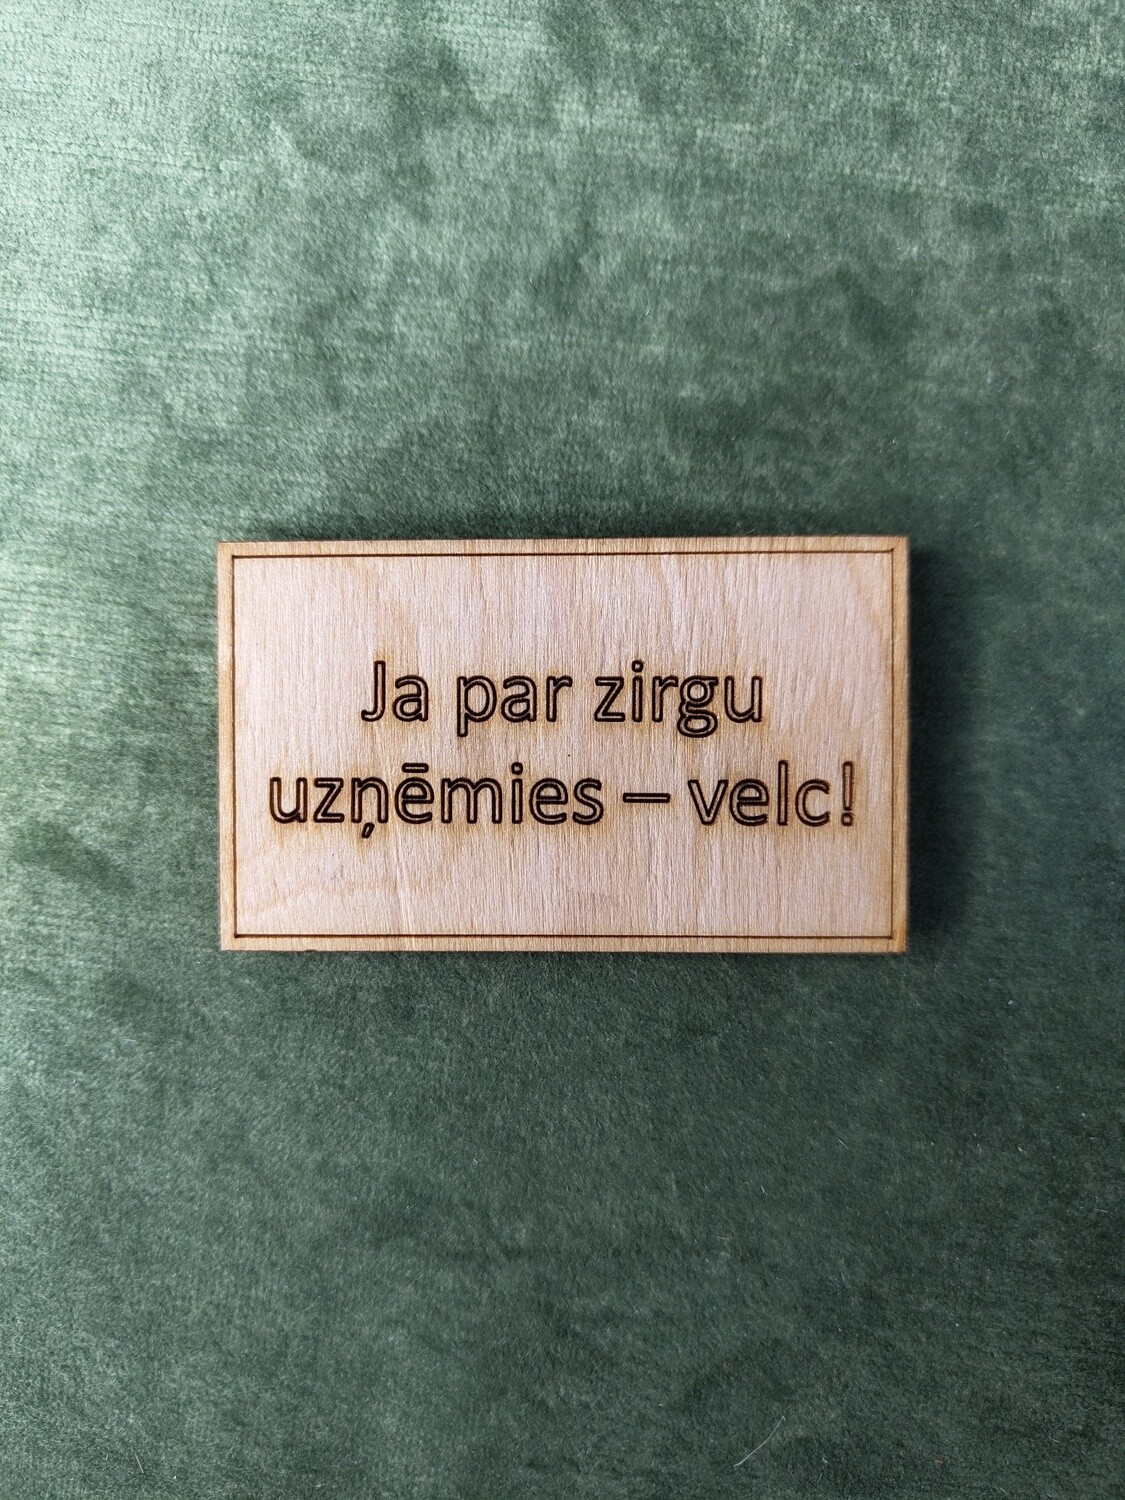 Ja par zirgu
uzņēmies – velc!